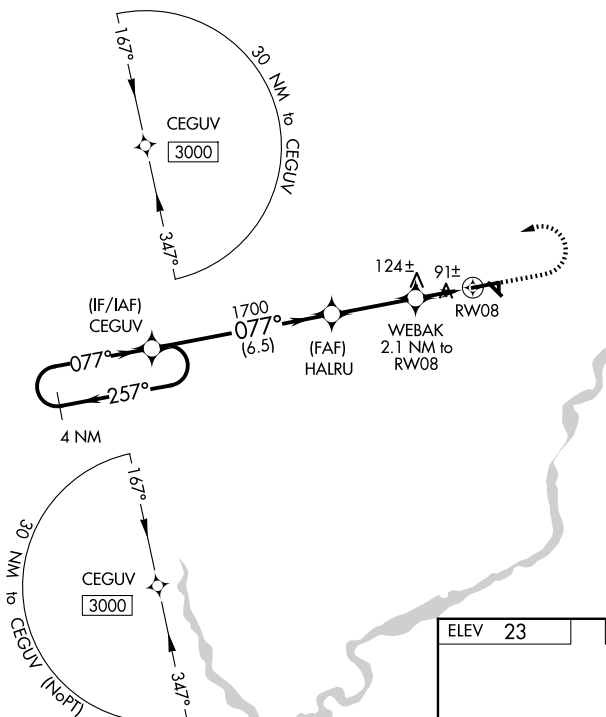 167°
30 NM to CEGUV
CEGUV
3000
347°
124±
91±
(IF/IAF)
CEGUV
1700
077°
(6.5)
RW08
WEBAK
2.1 NM to
RW08
(FAF)
HALRU
077°
257°
4 NM
167°
30 NM to CEGUV (NoPT)
CEGUV
3000
347°
ELEV 23